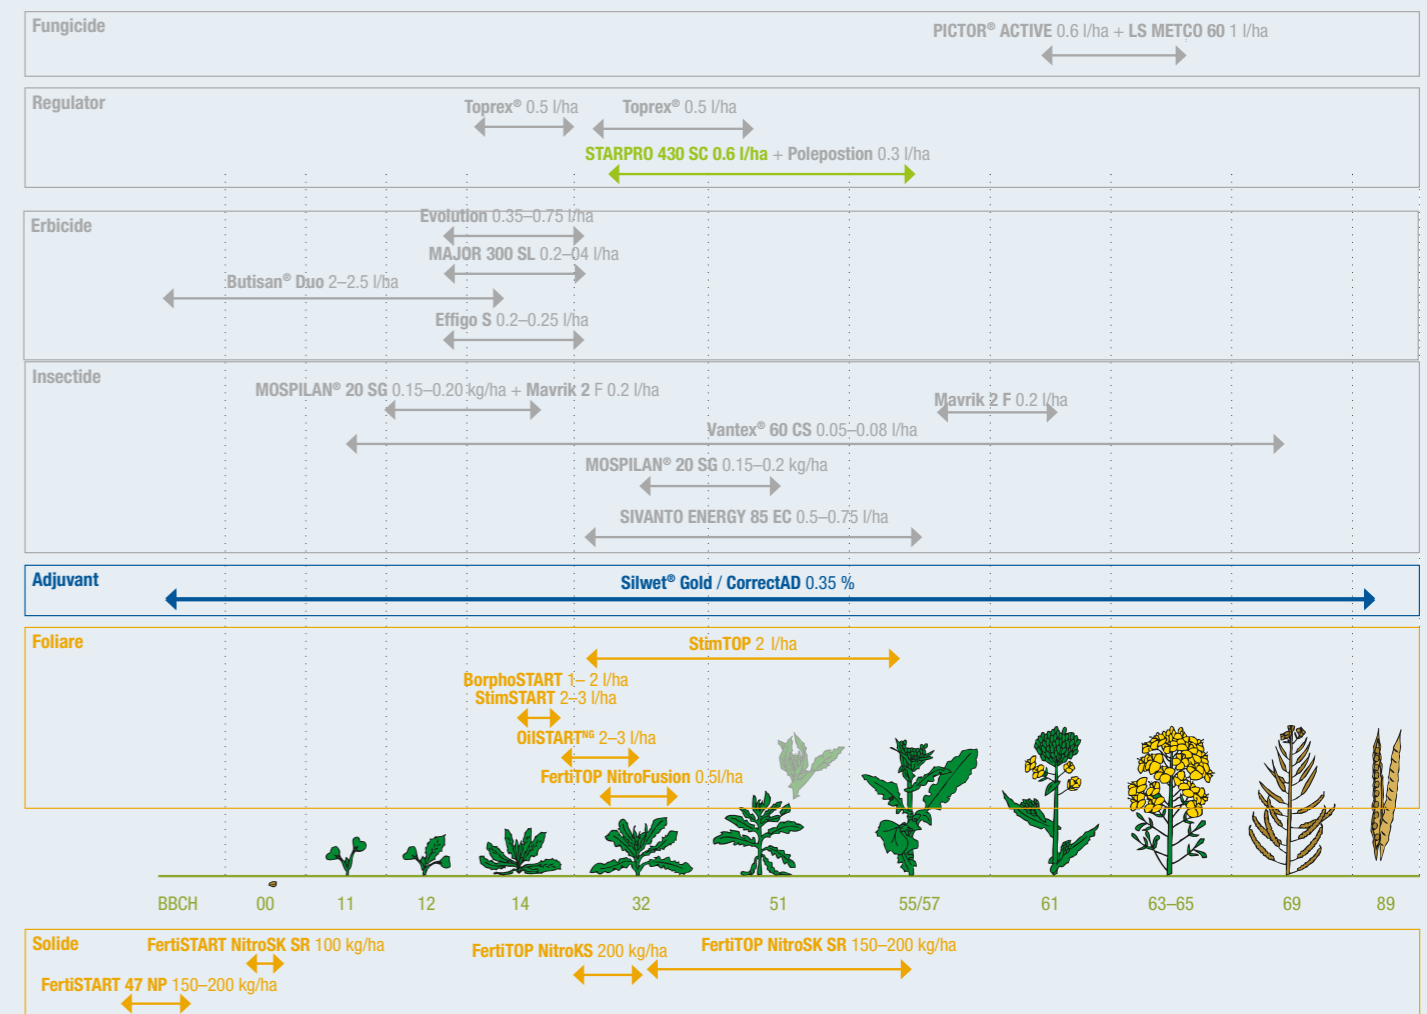 Fungicide
PICTOR® ACTIVE 0.6 l/ha + LS METCO 60 1 l/ha
Regulator
Toprex® 0.5 l/ha
Toprex® 0.5 l/ha
STARPRO 430 SC 0.6 l/ha + Polepostion 0.3 l/ha
Erbicide
Evolution 0.35–0.75 l/ha
MAJOR 300 SL 0.2–04 l/ha
Butisan® Duo 2–2.5 l/ha
Effigo S 0.2–0.25 l/ha
Insectide
MOSPILAN® 20 SG 0.15–0.20 kg/ha + Mavrik 2 F 0.2 l/ha
Mavrik 2 F 0.2 l/ha
Vantex® 60 CS 0.05–0.08 l/ha
MOSPILAN® 20 SG 0.15–0.2 kg/ha
SIVANTO ENERGY 85 EC 0.5–0.75 l/ha
Adjuvant
Silwet® Gold / CorrectAD 0.35 %
Foliare
StimTOP 2 l/ha
BorphoSTART 1– 2 l/ha
StimSTART 2–3 l/ha
OilSTARTᴺᴳ 2–3 l/ha
FertiTOP NitroFusion 0.5l/ha
BBCH 00 11 12 14 32 51 55/57 61 63–65 69 89
Solide
FertiSTART NitroSK SR 100 kg/ha
FertiTOP NitroKS 200 kg/ha
FertiTOP NitroSK SR 150–200 kg/ha
FertiSTART 47 NP 150–200 kg/ha